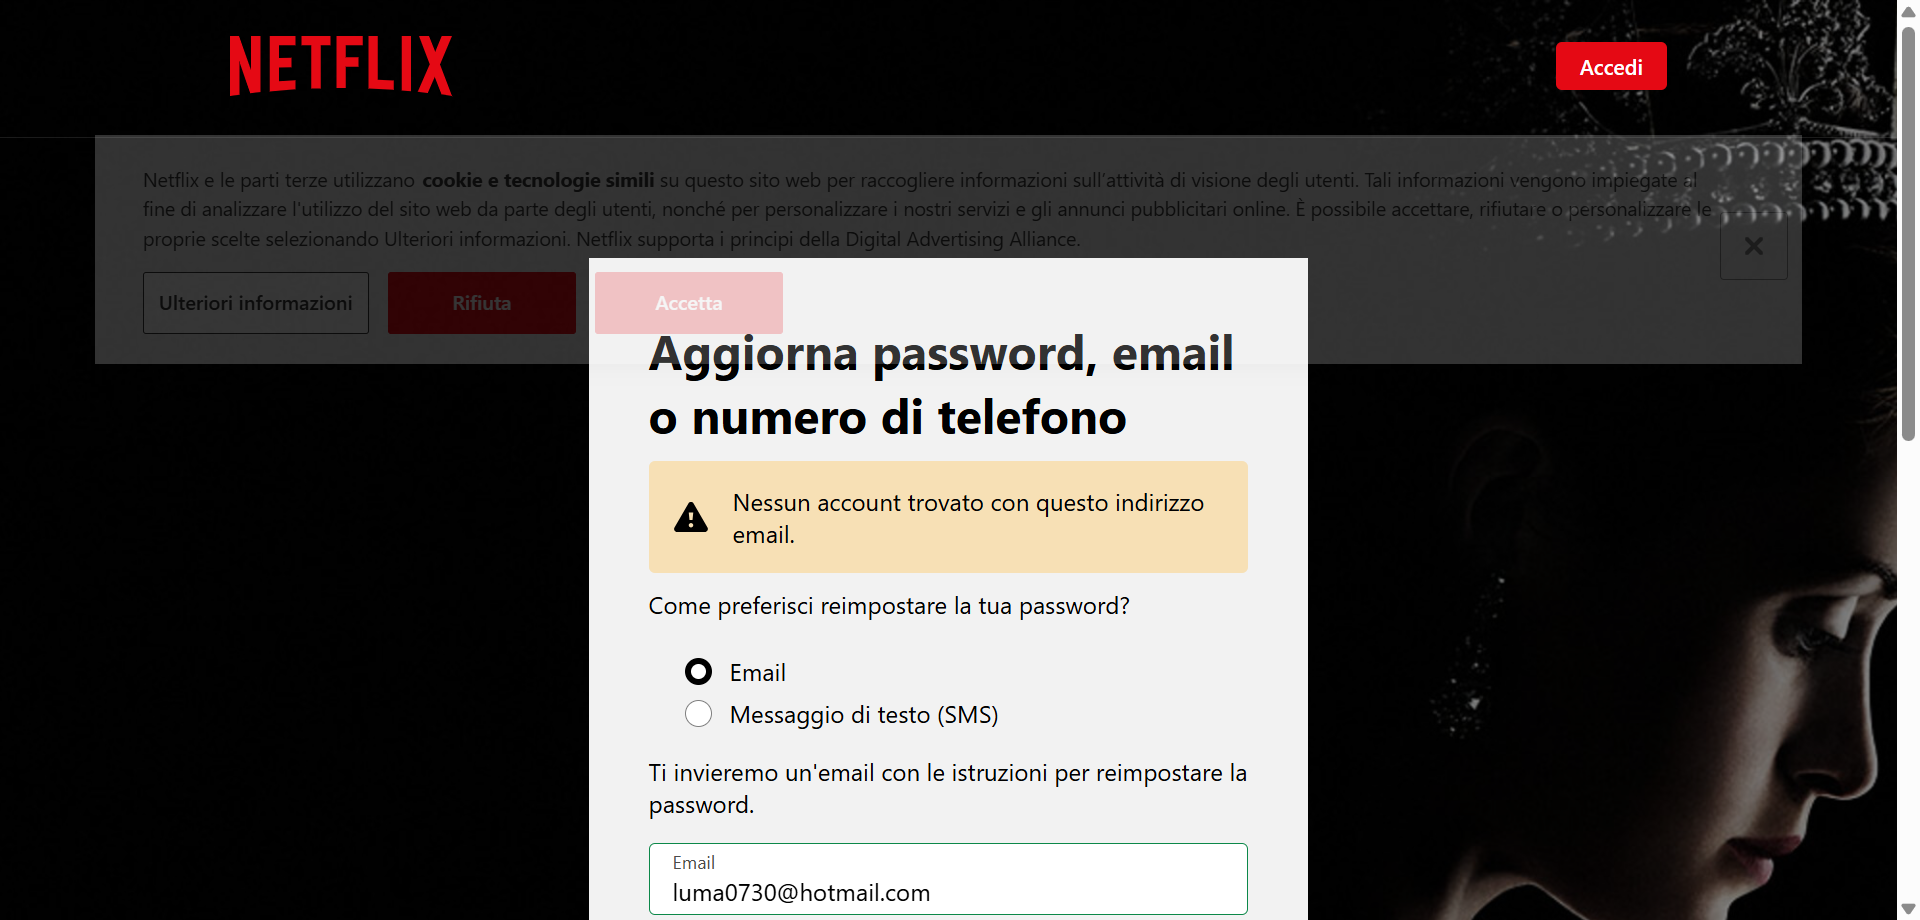 NETFLIX
Accedi
Netflix e le parti terze utilizzano cookie e tecnologie simili su questo sito web per raccogliere informazioni sull'attività di visione degli utenti. Tali informazioni vengono impiegate al
fine di analizzare l'utilizzo del sito web da parte degli utenti, nonché per personalizzare i nostri servizi e gli annunci pubblicitari online. È possibile accettare, rifiutare o personalizzare le
proprie scelte selezionando Ulteriori informazioni. Netflix supporta i principi della Digital Advertising Alliance.
Ulteriori informazioni
Rifiuta
Accetta
Aggiorna password, email
o numero di telefono
Nessun account trovato con questo indirizzo
email.
Come preferisci reimpostare la tua password?
Email
Messaggio di testo (SMS)
Ti invieremo un'email con le istruzioni per reimpostare la
password.
Email
luma0730@hotmail.com